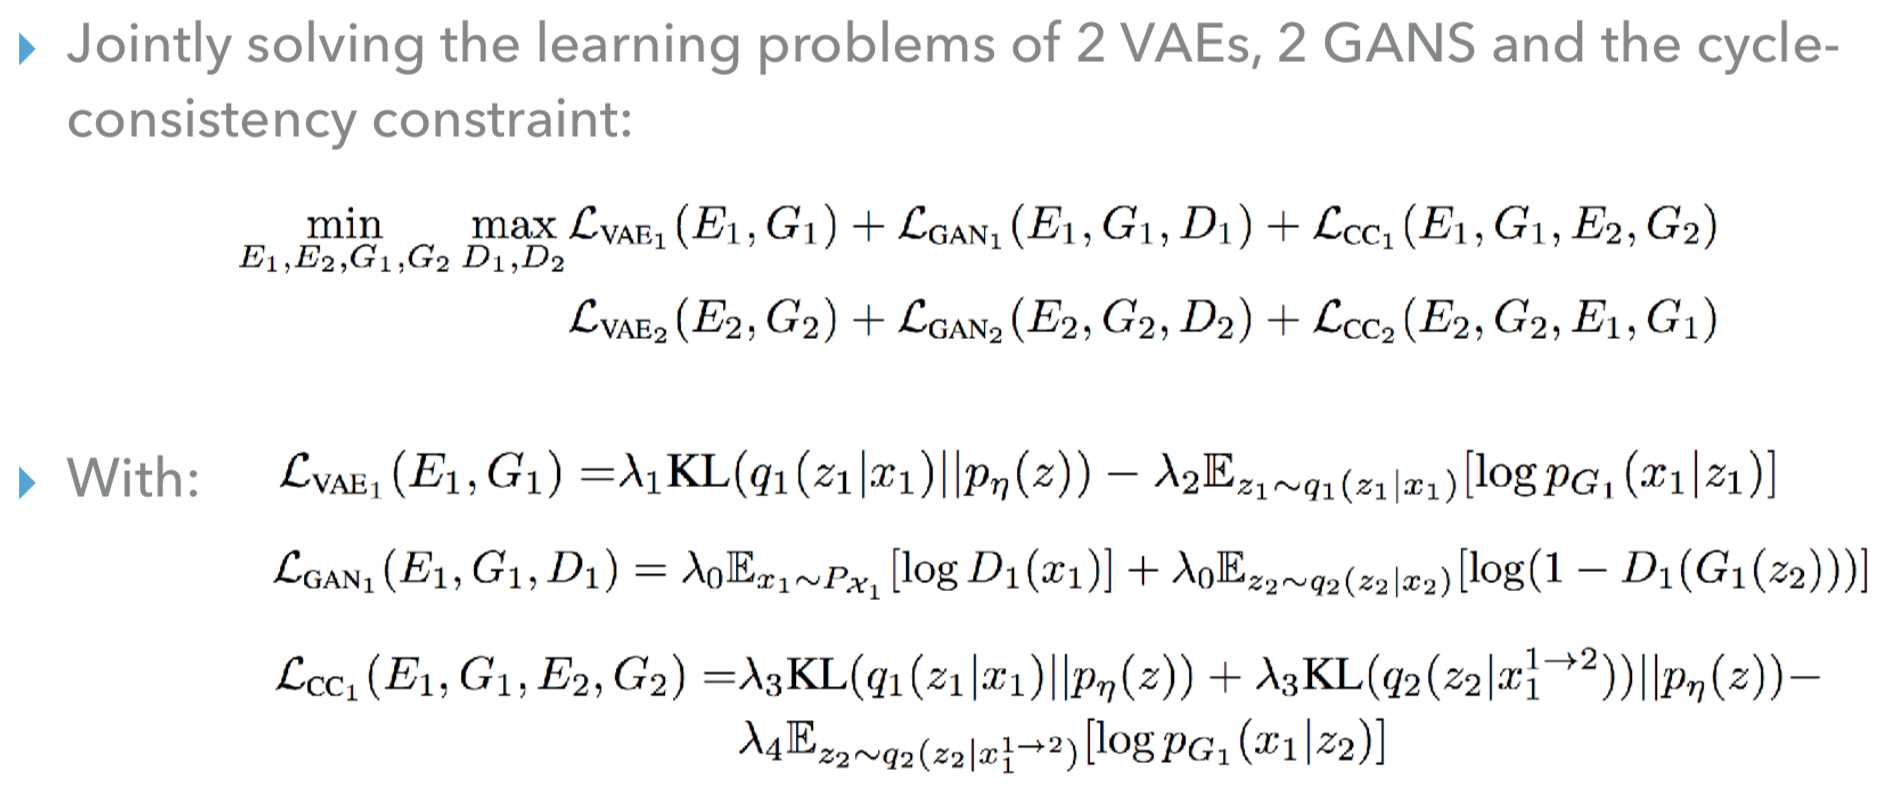 ▸ Jointly solving the learning problems of 2 VAEs, 2 GANS and the cycle-
consistency constraint:
$\min_{E_1,E_2,G_1,G_2} \max_{D_1,D_2} \mathcal{L}_{\text{VAE}_1}(E_1, G_1) + \mathcal{L}_{\text{GAN}_1}(E_1, G_1, D_1) + \mathcal{L}_{\text{CC}_1}(E_1, G_1, E_2, G_2)$
$\mathcal{L}_{\text{VAE}_2}(E_2, G_2) + \mathcal{L}_{\text{GAN}_2}(E_2, G_2, D_2) + \mathcal{L}_{\text{CC}_2}(E_2, G_2, E_1, G_1)$
▸ With: $\mathcal{L}_{\text{VAE}_1}(E_1, G_1) = \lambda_1 \text{KL}(q_1(z_1|x_1)||p_\eta(z)) - \lambda_2 \mathbb{E}_{z_1 \sim q_1(z_1|x_1)}[\log p_{G_1}(x_1|z_1)]$
$\mathcal{L}_{\text{GAN}_1}(E_1, G_1, D_1) = \lambda_0 \mathbb{E}_{x_1 \sim P_{\mathcal{X}_1}}[\log D_1(x_1)] + \lambda_0 \mathbb{E}_{z_2 \sim q_2(z_2|x_2)}[\log(1 - D_1(G_1(z_2)))]$
$\mathcal{L}_{\text{CC}_1}(E_1, G_1, E_2, G_2) = \lambda_3 \text{KL}(q_1(z_1|x_1)||p_\eta(z)) + \lambda_3 \text{KL}(q_2(z_2|x_1^{1 \to 2}))||p_\eta(z)) -$
$\lambda_4 \mathbb{E}_{z_2 \sim q_2(z_2|x_1^{1 \to 2})}[\log p_{G_1}(x_1|z_2)]$